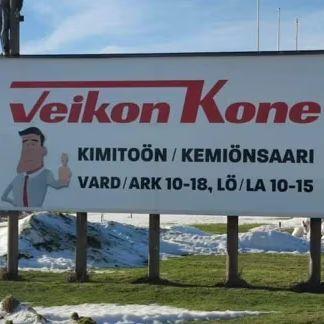 Veikon Kone
KIMITOÖN / KEMIÖNSAARI
VARD/ARK 10-18, LÖ/LA 10-15